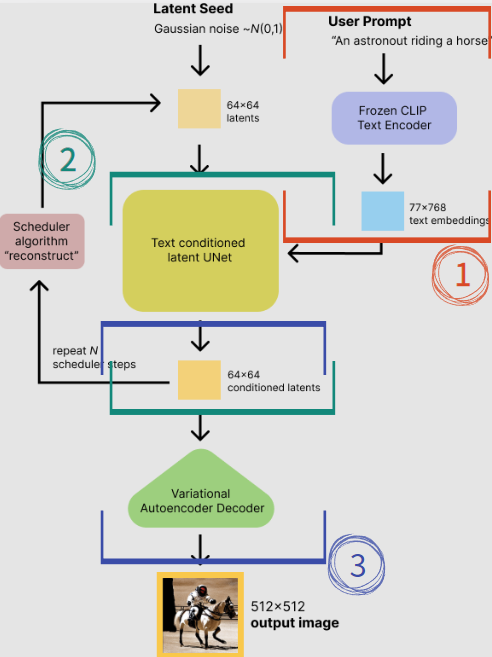 Latent Seed
Gaussian noise ~N(0,1)
User Prompt
"An astronout riding a horse"
64×64
latents
Frozen CLIP
Text Encoder
2
77×768
text embeddings
Scheduler
algorithm
"reconstruct"
Text conditioned
latent UNet
1
repeat N
scheduler steps
64×64
conditioned latents
Variational
Autoencoder Decoder
3
512×512
output image